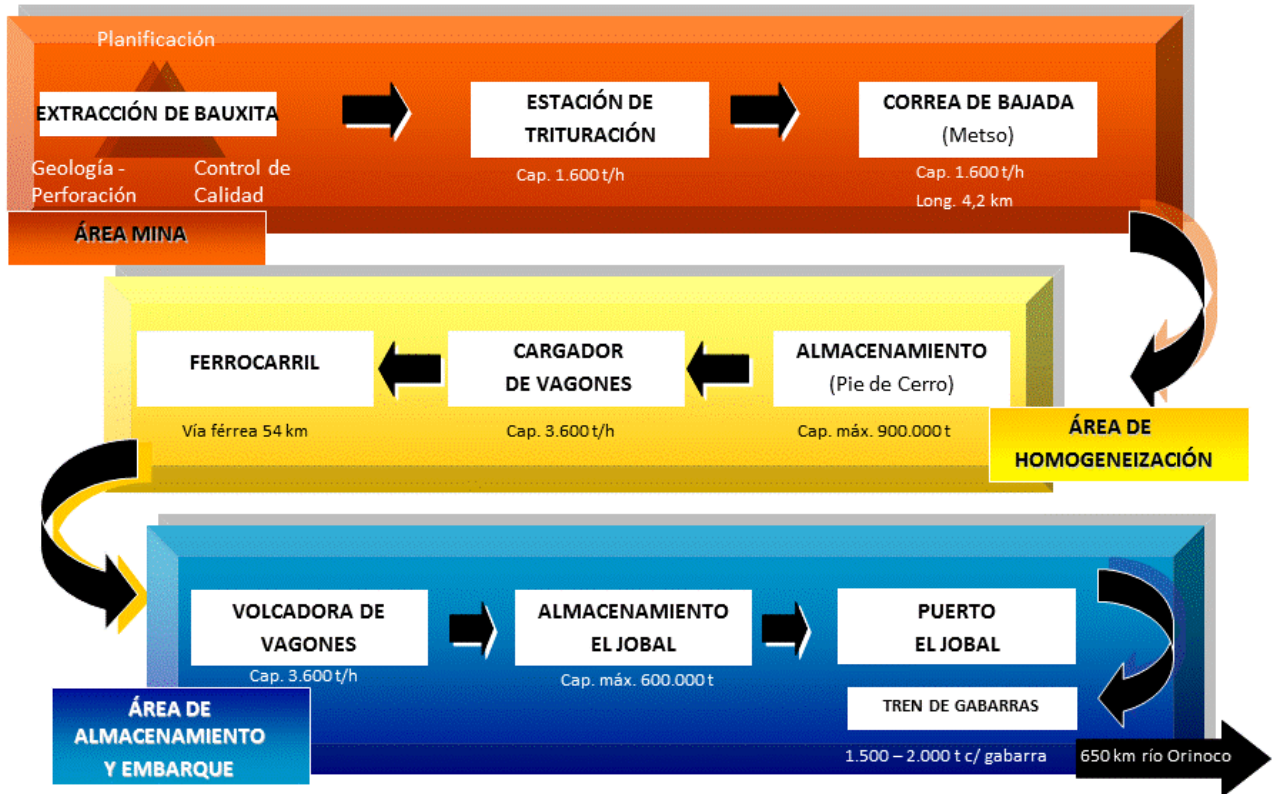 Planificación
EXTRACCIÓN DE BAUXITA
Geología -
Perforación
Control de
Calidad
ESTACIÓN DE
TRITURACIÓN
Cap. 1.600 t/h
CORREA DE BAJADA
(Metso)
Cap. 1.600 t/h
Long. 4,2 km
ÁREA MINA
FERROCARRIL
Vía férrea 54 km
CARGADOR
DE VAGONES
Cap. 3.600 t/h
ALMACENAMIENTO
(Pie de Cerro)
Cap. máx. 900.000 t
ÁREA DE
HOMOGENEIZACIÓN
VOLCADORA DE
VAGONES
Cap. 3.600 t/h
ALMACENAMIENTO
EL JOBAL
Cap. máx. 600.000 t
PUERTO
EL JOBAL
TREN DE GABARRAS
1.500 – 2.000 t c/ gabarra
650 km río Orinoco
ÁREA DE
ALMACENAMIENTO
Y EMBARQUE